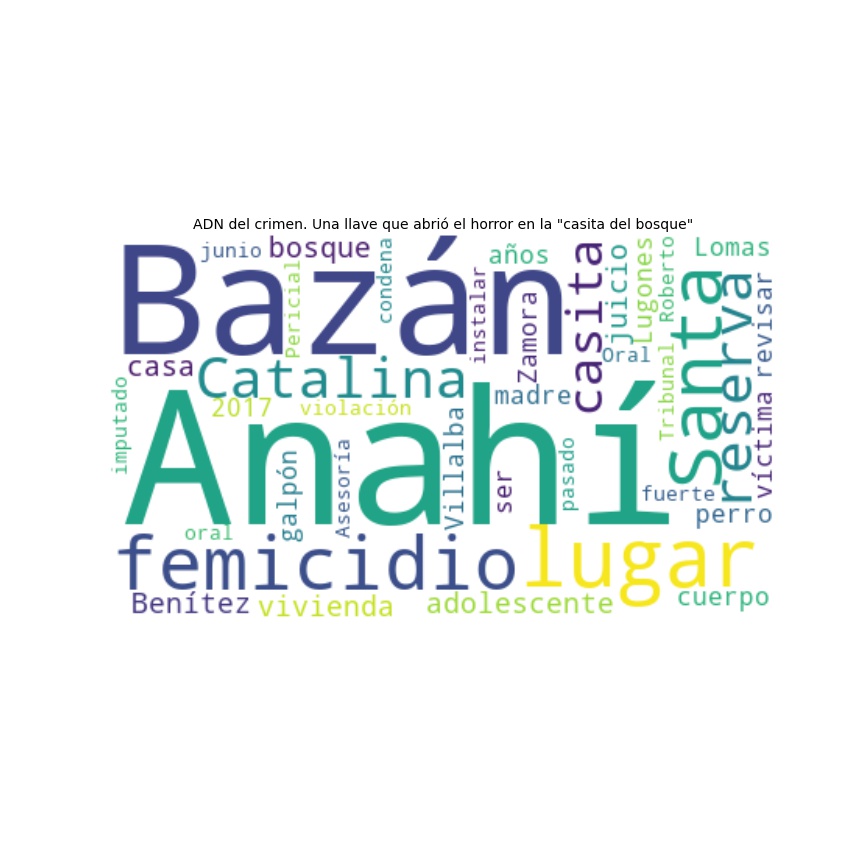 ADN del crimen. Una llave que abrió el horror en la "casita del bosque"
Bazán
junio
bosque
Pericial
condena
instalar
años
Zamora
casita
juicio
Oral
Lugones
Roberto
Lomas
Santa
reserva
revisar
casa
Catalina
2017
violación
madre
Tribunal
víctima
imputado
Anahí
galpón
Asesoría
Villalba
ser
pasado
fuerte
perro
oral
femicidio
lugar
Benítez
vivienda
adolescente
cuerpo